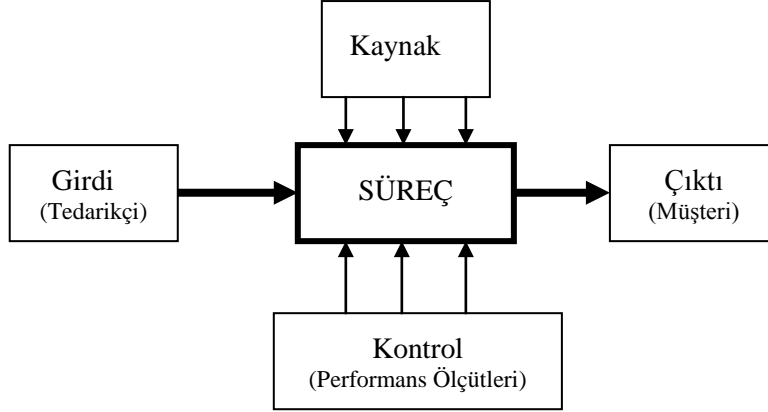 Kaynak
Girdi
(Tedarikçi)
SÜREÇ
Çıktı
(Müşteri)
Kontrol
(Performans Ölçütleri)